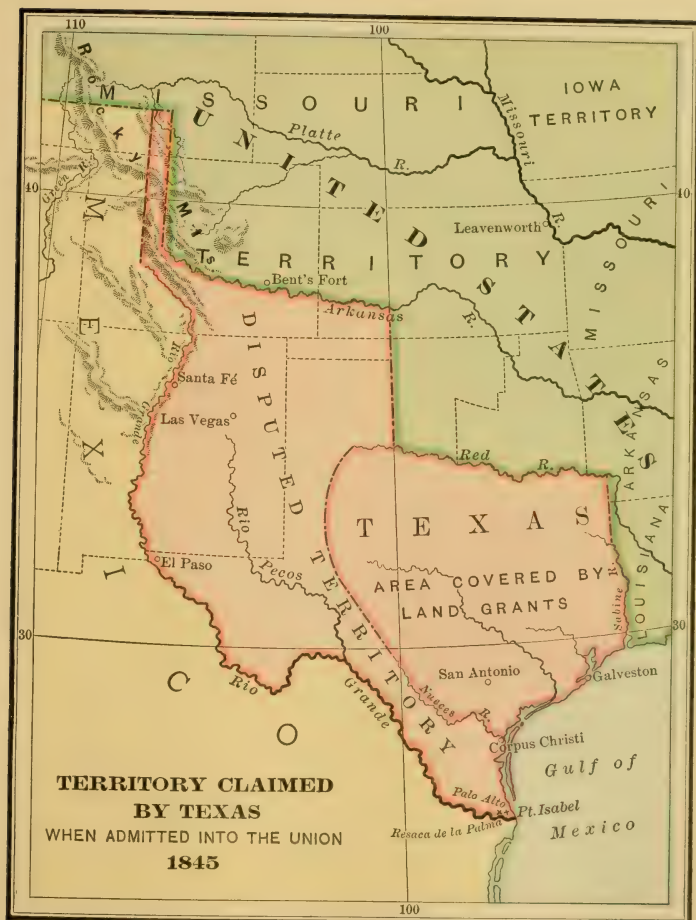 110
100
Rocky Mts
MISSOURI
TERRITORY
UNITED STATES
IOWA
TERRITORY
Missouri
R.
Platte
R.
Green R.
40
40
Leavenworth
Bent's Fort
Arkansas
R.
MISSOURI
ARKANSAS
LOUISIANA
MEXICO
DISPUTED TERRITORY
Rio
Grande
Santa Fé
Las Vegas
Rio
Pecos
Red R.
TEXAS
AREA COVERED BY
LAND GRANTS
Sabine R.
El Paso
30
30
San Antonio
Galveston
Rio
Grande
Nueces
R.
Corpus Christi
Gulf of
Mexico
Palo Alto
Pt. Isabel
Resaca de la Palma
TERRITORY CLAIMED
BY TEXAS
WHEN ADMITTED INTO THE UNION
1845
100